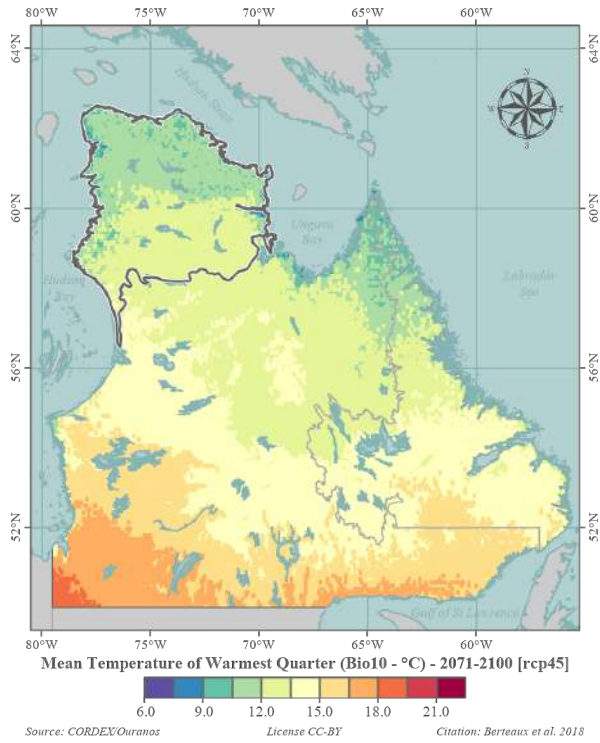 80°W 75°W 70°W 65°W 60°W
64°N 64°N
Hudson Strait
N
W E
S
60°N 60°N
Ungava
Bay
Hudson
Bay
Labrador
Sea
56°N 56°N
52°N 52°N
Gulf of St Lawrence
80°W 75°W 70°W 65°W 60°W
Mean Temperature of Warmest Quarter (Bio10 - °C) - 2071-2100 [rcp45]
6.0 9.0 12.0 15.0 18.0 21.0
Source: CORDEX/Ouranos License CC-BY Citation: Berteaux et al. 2018